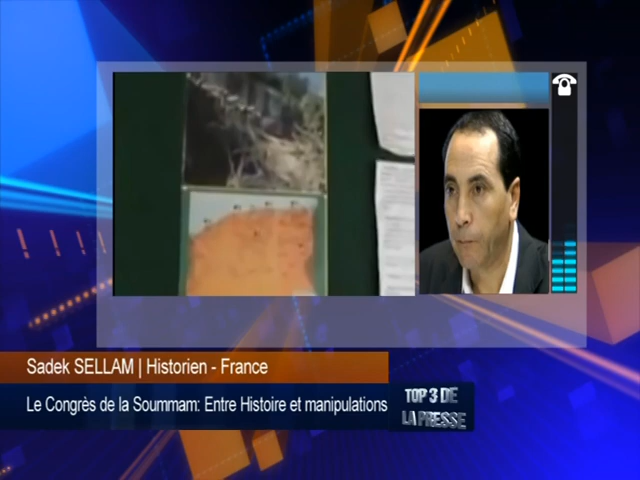 Sadek SELLAM | Historien - France
Le Congrès de la Soummam: Entre Histoire et manipulations
TOP 3 DE
LA PRESSE